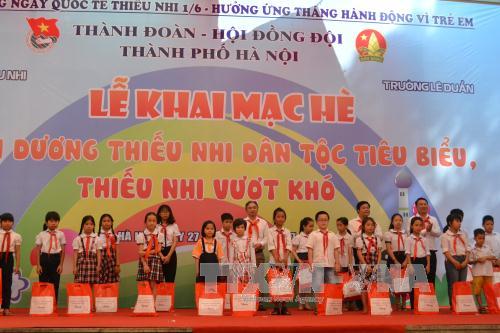 NGÀY QUỐC TẾ THIẾU NHI 1/6 - HƯỞNG ỨNG THÁNG HÀNH ĐỘNG VÌ TRẺ EM
THÀNH ĐOÀN - HỘI ĐỒNG ĐỘI
THÀNH PHỐ HÀ NỘI
NHI
TRƯỜNG LÊ DUẨN
LỄ KHAI MẠC HÈ
DƯƠNG THIẾU NHI DÂN TỘC TIÊU BIỂU,
THIẾU NHI VƯỢT KHÓ
27
TTXVN